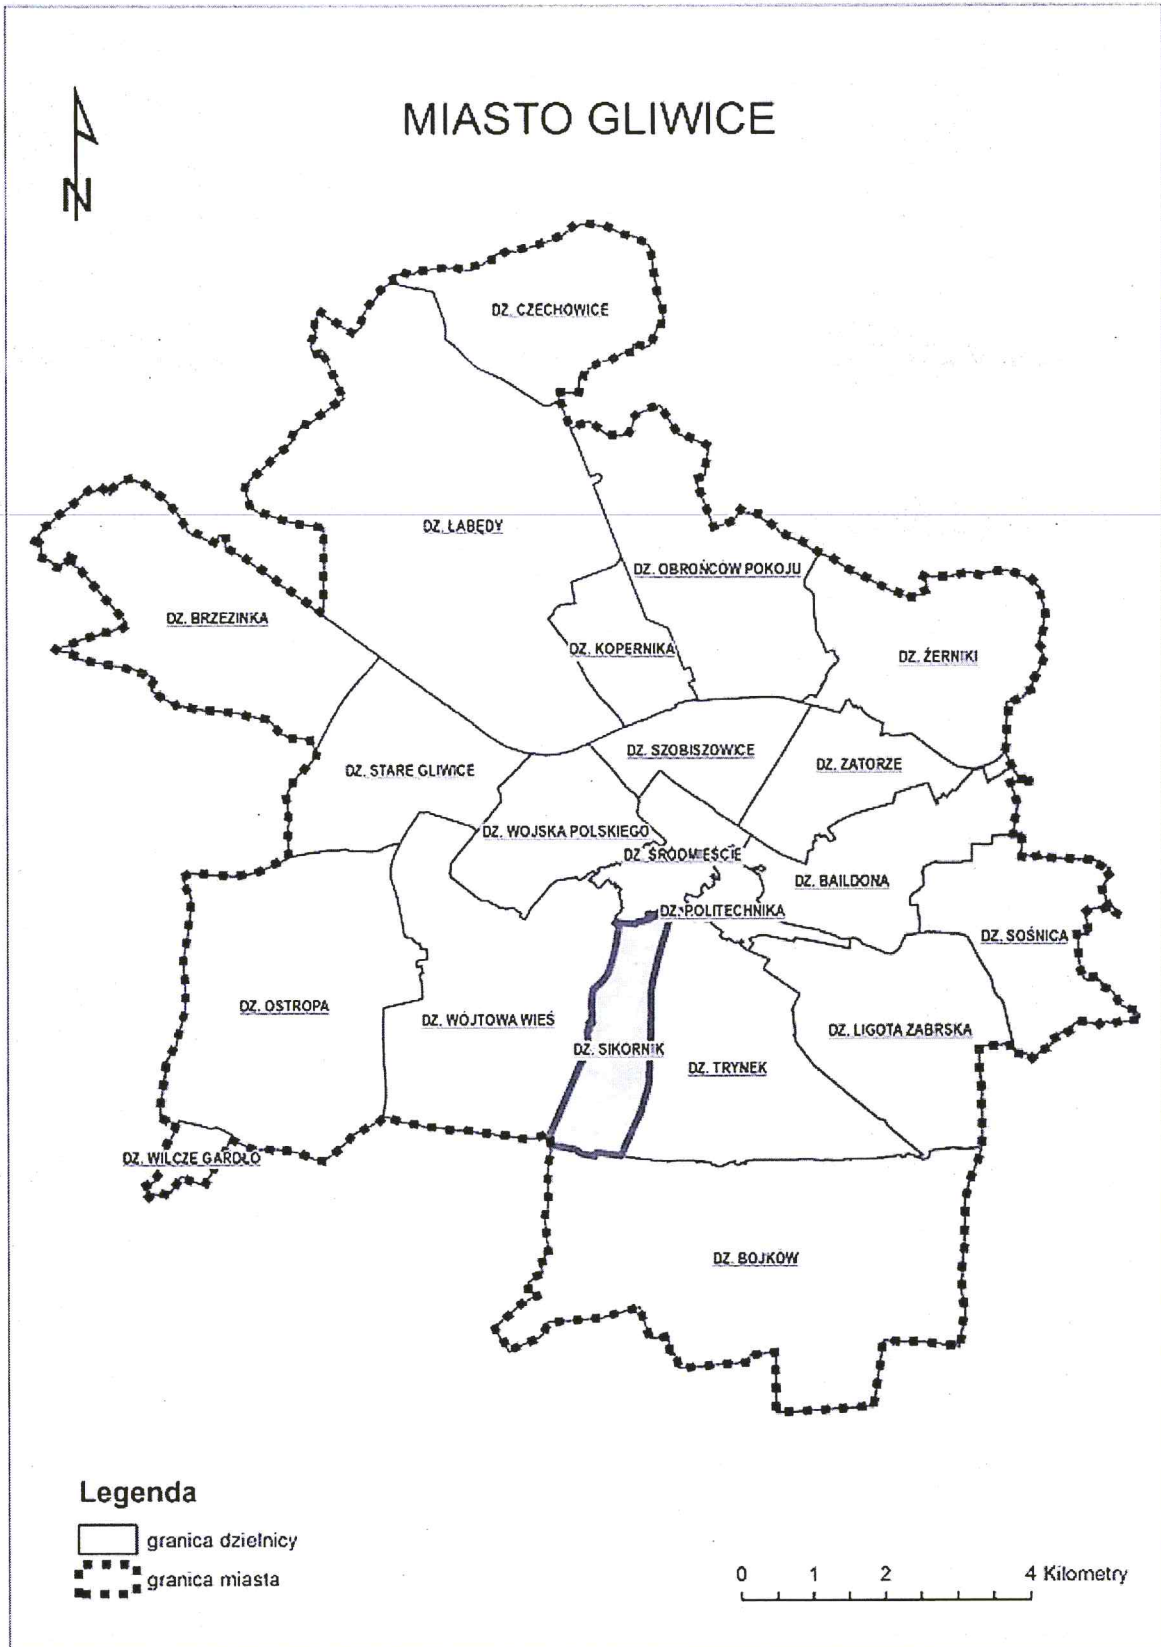 MIASTO GLIWICE
N
DZ. CZECHOWICE
DZ. ŁABĘDY
DZ. OBROŃCÓW POKOJU
DZ. BRZEZINKA
DZ. KOPERNIKA
DZ. ŻERNIKI
DZ. SZOBISZOWICE
DZ. ZATORZE
DZ. STARE GLIWICE
DZ. WOJSKA POLSKIEGO
DZ. ŚRÓDMIEŚCIE
DZ. BAILDONA
DZ. POLITECHNIKA
DZ. SOŚNICA
DZ. OSTROPA
DZ. WÓJTOWA WIEŚ
DZ. LIGOTA ZABRSKA
DZ. SIKORNIK
DZ. TRYNEK
DZ. WILCZE GARDŁO
DZ. BOJKÓW
Legenda
granica dzielnicy
granica miasta
0 1 2 4 Kilometry